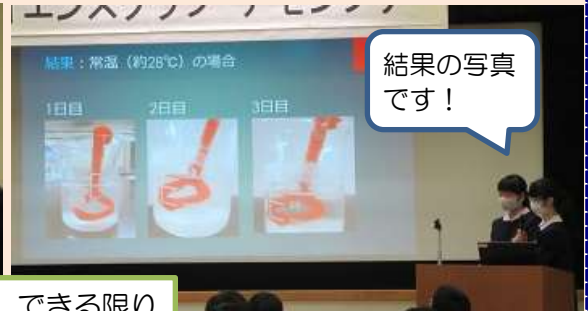 結果：常温（約28℃）の場合
1日目
2日目
3日目
結果の写真
です！
できる限り